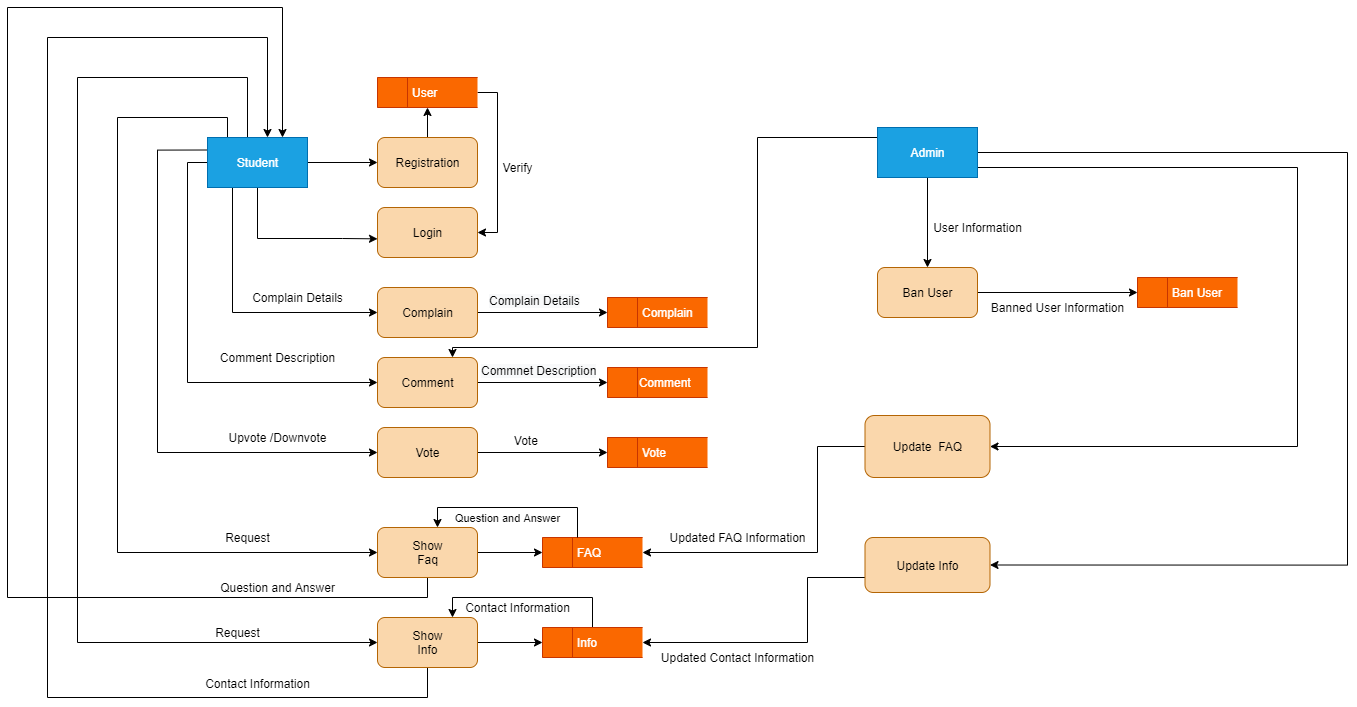 User
Student
Registration
Verify
Admin
Login
User Information
Complain Details
Complain
Complain Details
Complain
Ban User
Banned User Information
Ban User
Comment Description
Comment
Commnet Description
Comment
Upvote /Downvote
Vote
Vote
Vote
Update  FAQ
Request
Show
Faq
Question and Answer
FAQ
Updated FAQ Information
Update Info
Question and Answer
Request
Show
Info
Contact Information
Info
Updated Contact Information
Contact Information